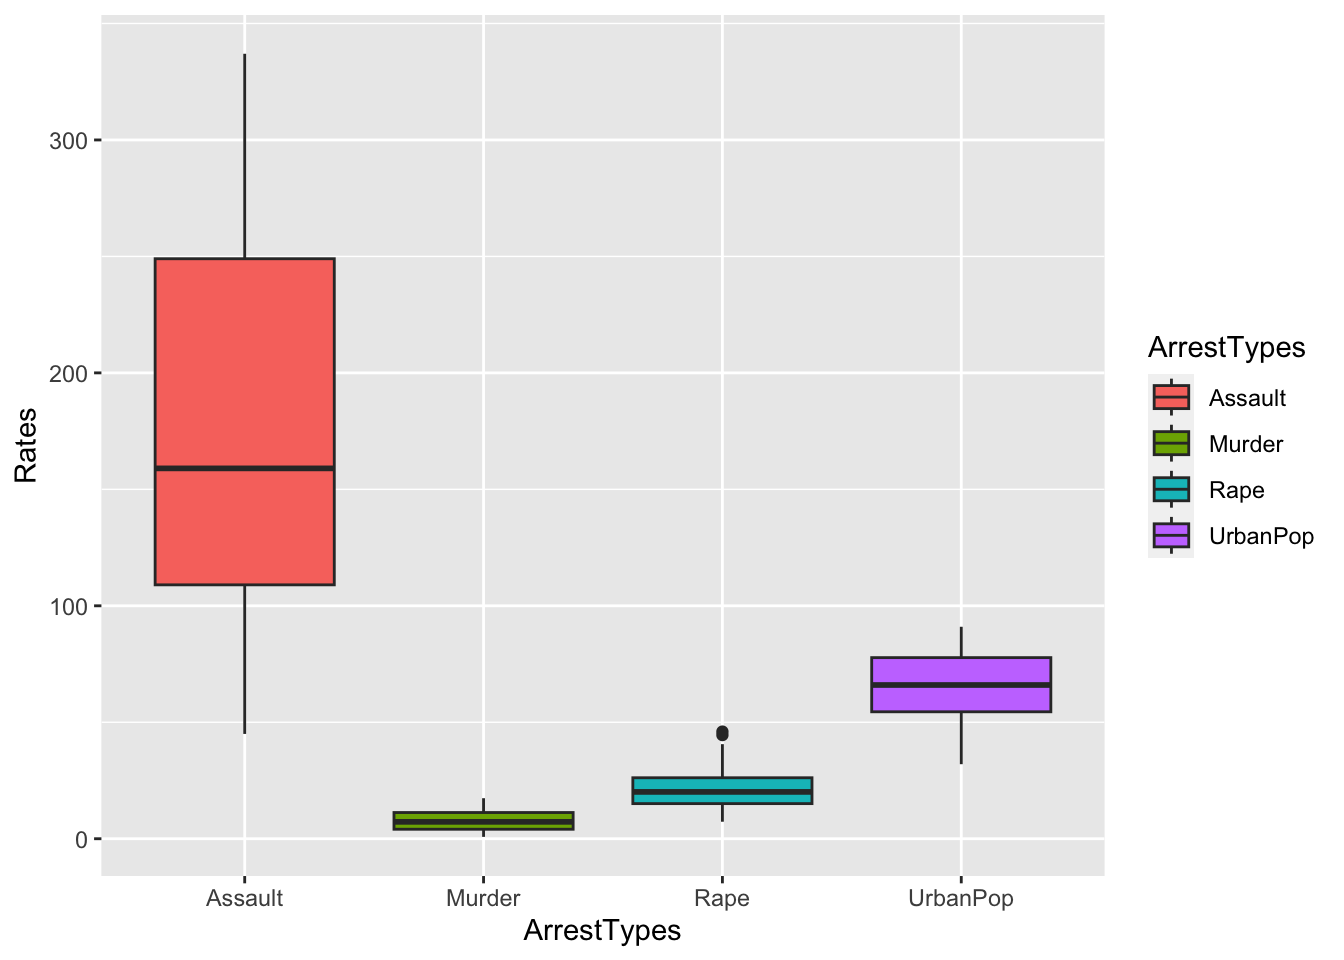 Rates
300
200
100
0
Assault
Murder
Rape
UrbanPop
ArrestTypes
ArrestTypes
Assault
Murder
Rape
UrbanPop